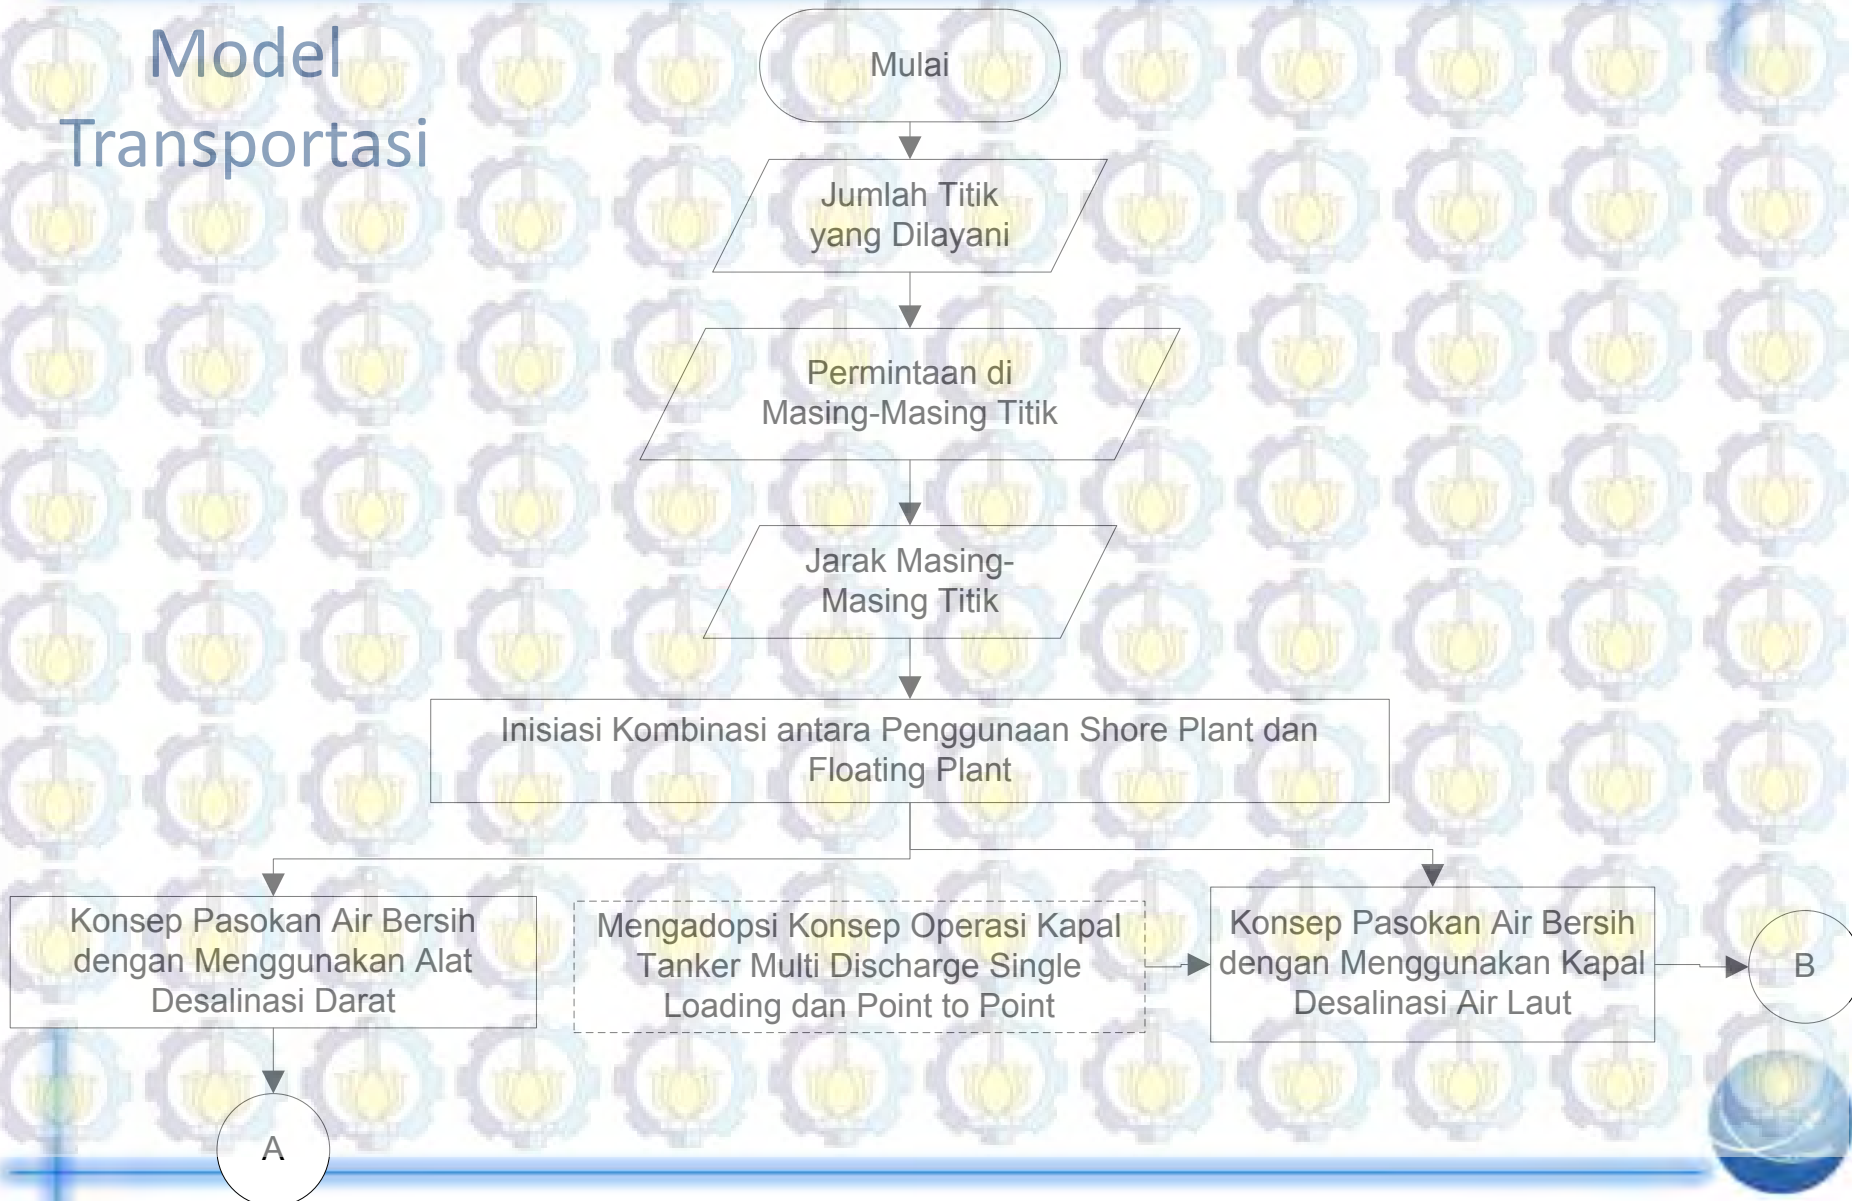 Model
Transportasi
Mulai
Jumlah Titik
yang Dilayani
Permintaan di
Masing-Masing Titik
Jarak Masing-
Masing Titik
Inisiasi Kombinasi antara Penggunaan Shore Plant dan
Floating Plant
Konsep Pasokan Air Bersih
dengan Menggunakan Alat
Desalinasi Darat
Mengadopsi Konsep Operasi Kapal
Tanker Multi Discharge Single
Loading dan Point to Point
Konsep Pasokan Air Bersih
dengan Menggunakan Kapal
Desalinasi Air Laut
B
A